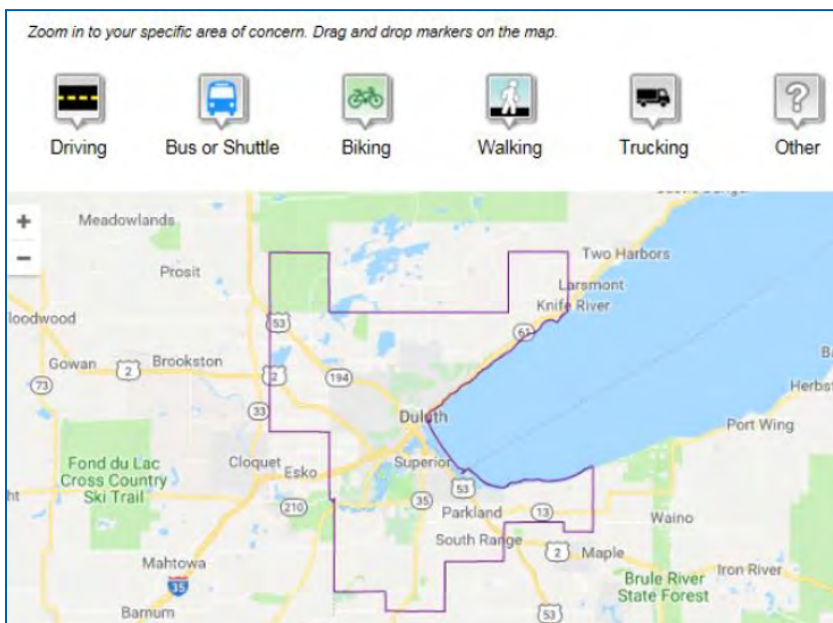 Zoom in to your specific area of concern. Drag and drop markers on the map.
Driving
Bus or Shuttle
Biking
Walking
Trucking
Other
?
+
−
Meadowlands
Two Harbors
Prosit
Larsmont
Knife River
loodwood
53
61
Gowan
2
Brookston
2
194
73
33
Herbst
Duluth
Port Wing
Fond du Lac
Cross Country
Ski Trail
Cloquet
Esko
Superior
53
ht
210
35
Parkland
13
Waino
South Range
2
Maple
Mahtowa
Iron River
35
Brule River
State Forest
Barnum
53